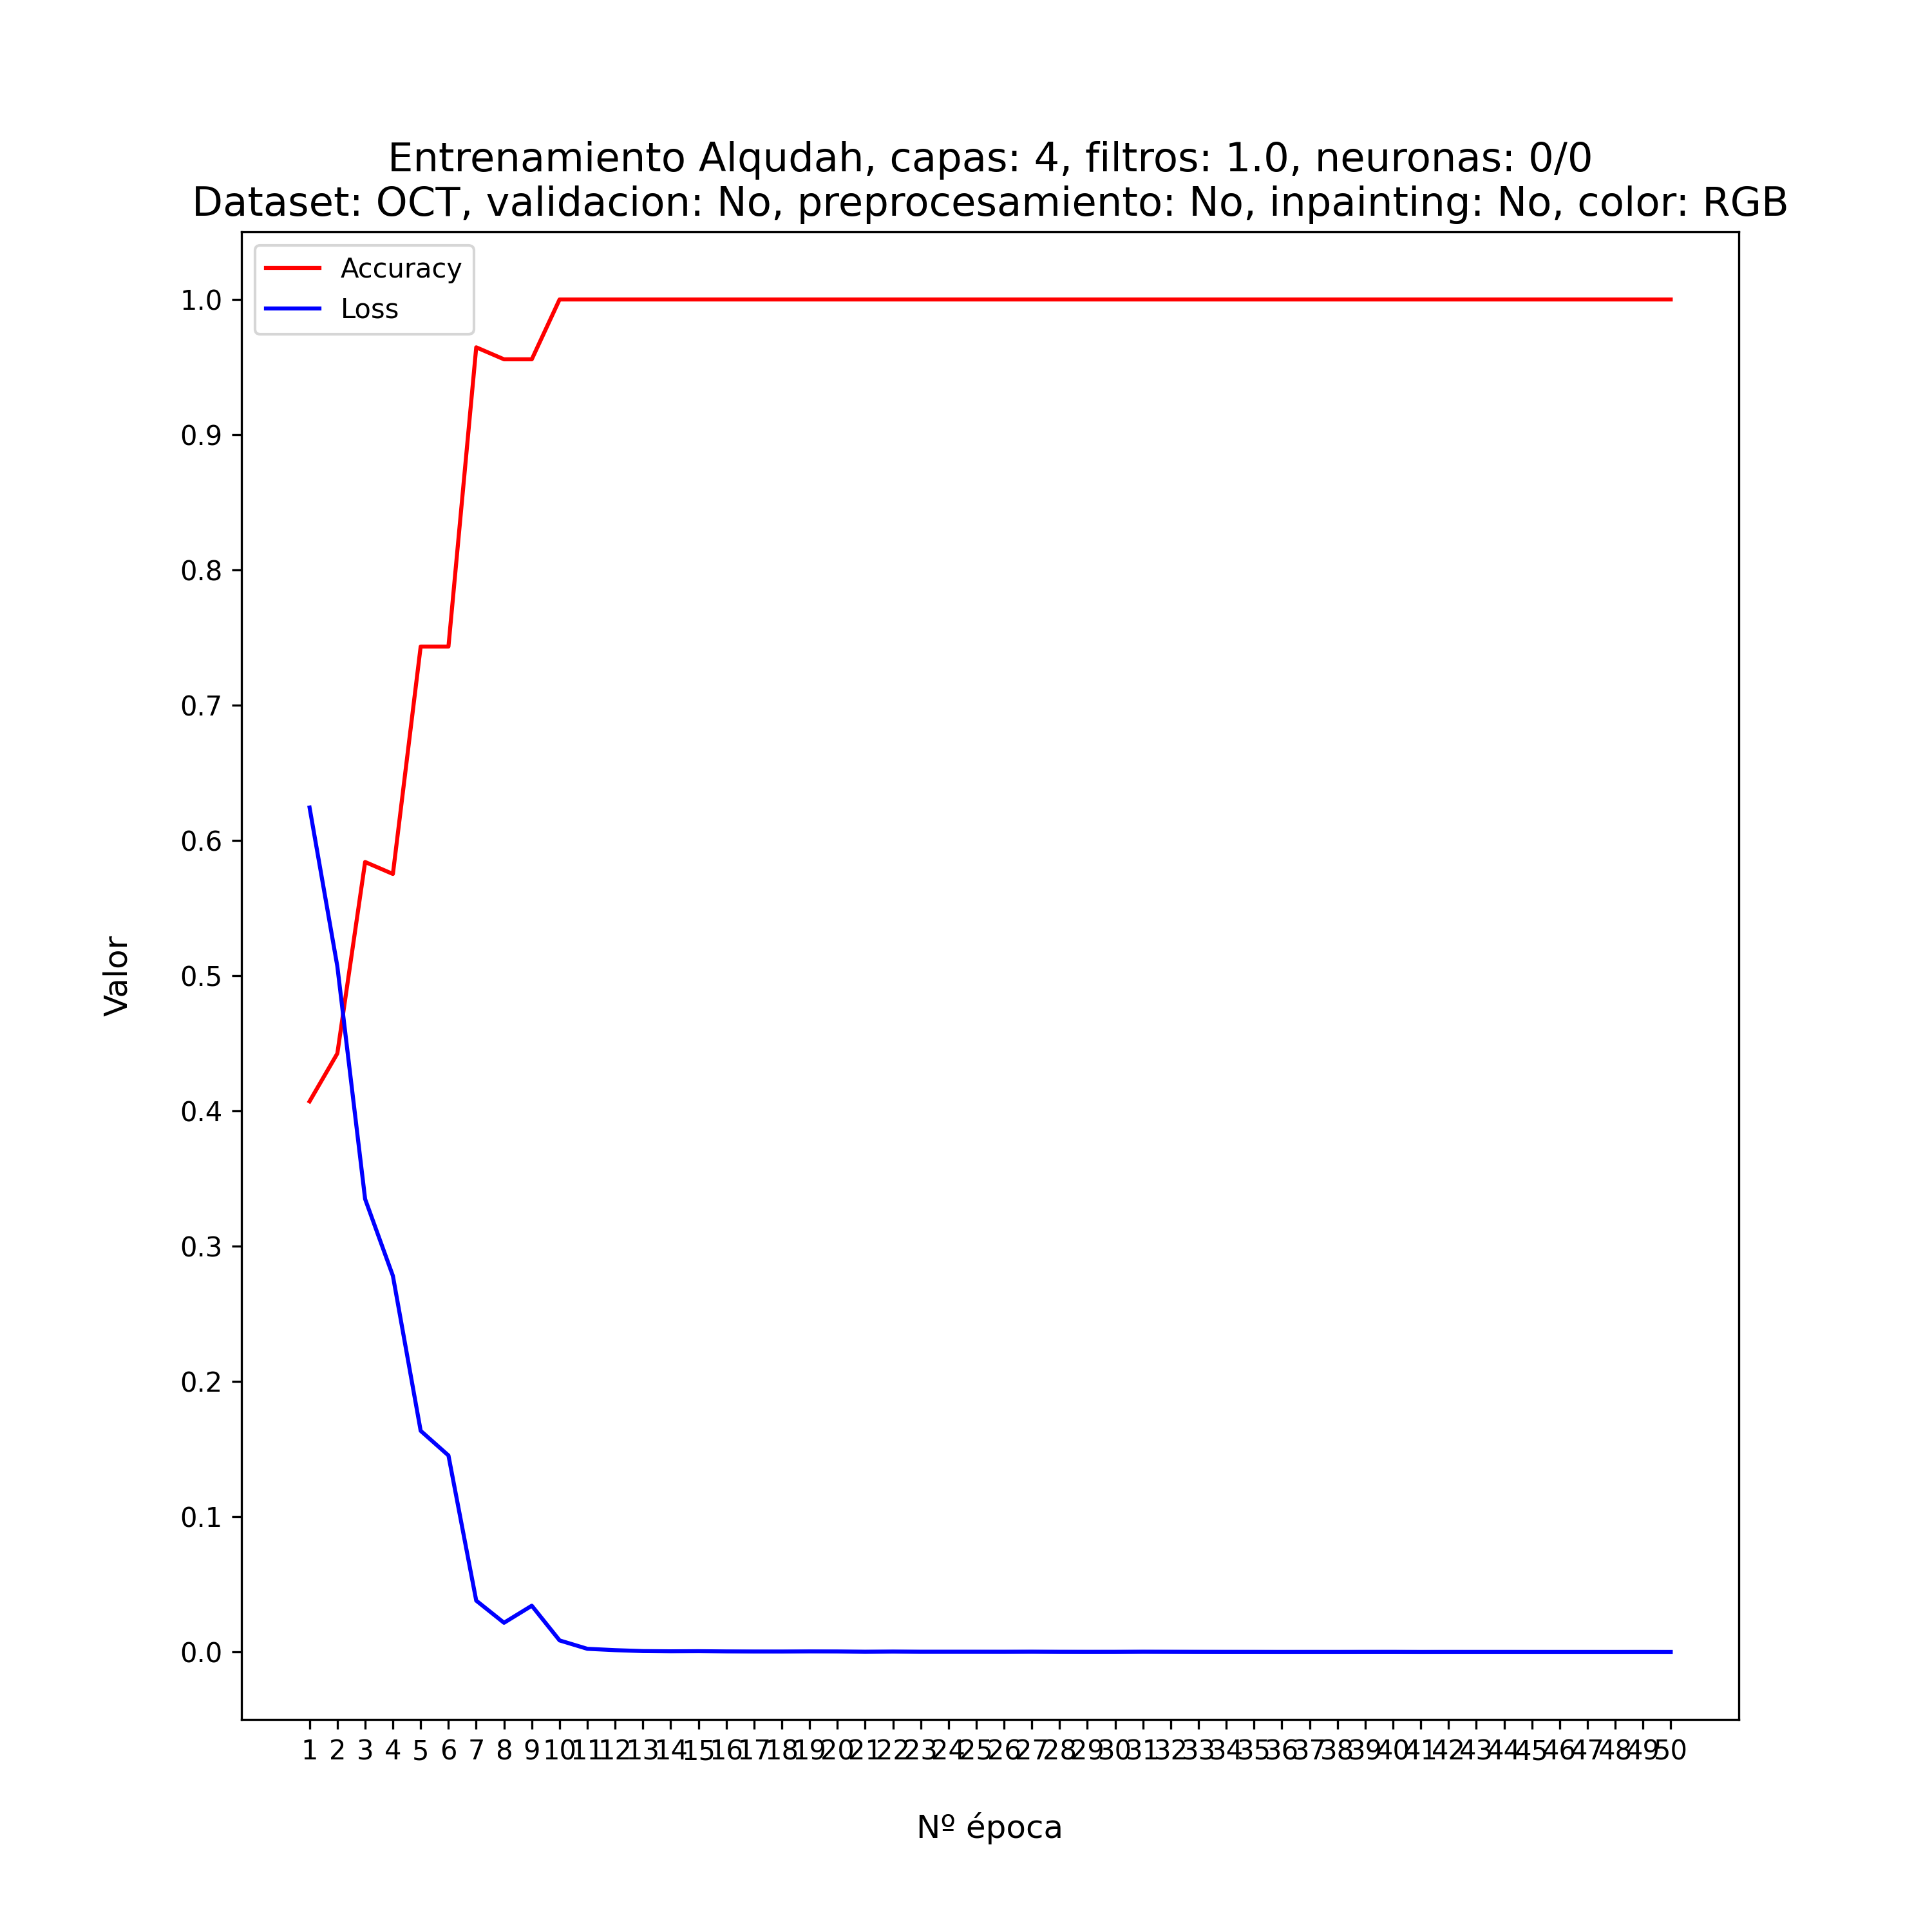 Entrenamiento Alqudah, capas: 4, filtros: 1.0, neuronas: 0/0
Dataset: OCT, validacion: No, preprocesamiento: No, inpainting: No, color: RGB
Accuracy
Loss
1.0
0.9
0.8
0.7
0.6
0.5
0.4
0.3
0.2
0.1
0.0
Valor
1 2 3 4 5 6 7 8 9 10 11 12 13 14 15 16 17 18 19 20 21 22 23 24 25 26 27 28 29 30 31 32 33 34 35 36 37 38 39 40 41 42 43 44 45 46 47 48 49 50
Nº época